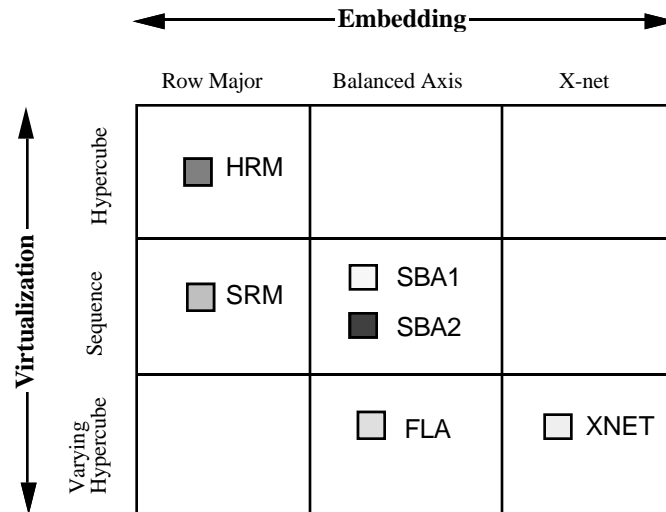 Embedding
Row Major Balanced Axis X-net
Virtualization
Hypercube
HRM
Sequence
SRM SBA1
SBA2
Varying
Hypercube
FLA XNET